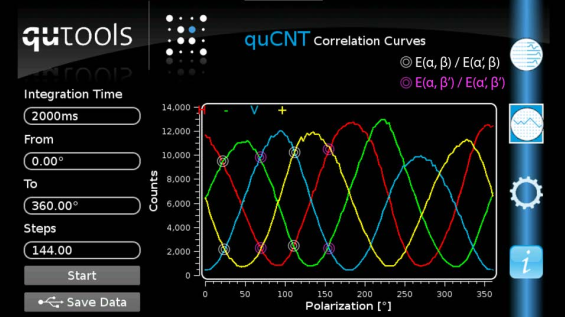 qutools
quCNT Correlation Curves
E(α, β) / E(α', β)
E(α, β') / E(α', β')
Integration Time
2000ms
From
0.00°
To
360.00°
Steps
144.00
Start
Save Data
H - V +
14,000
12,000
10,000
8,000
6,000
4,000
2,000
0
Counts
0 50 100 150 200 250 300 350
Polarization [°]
i